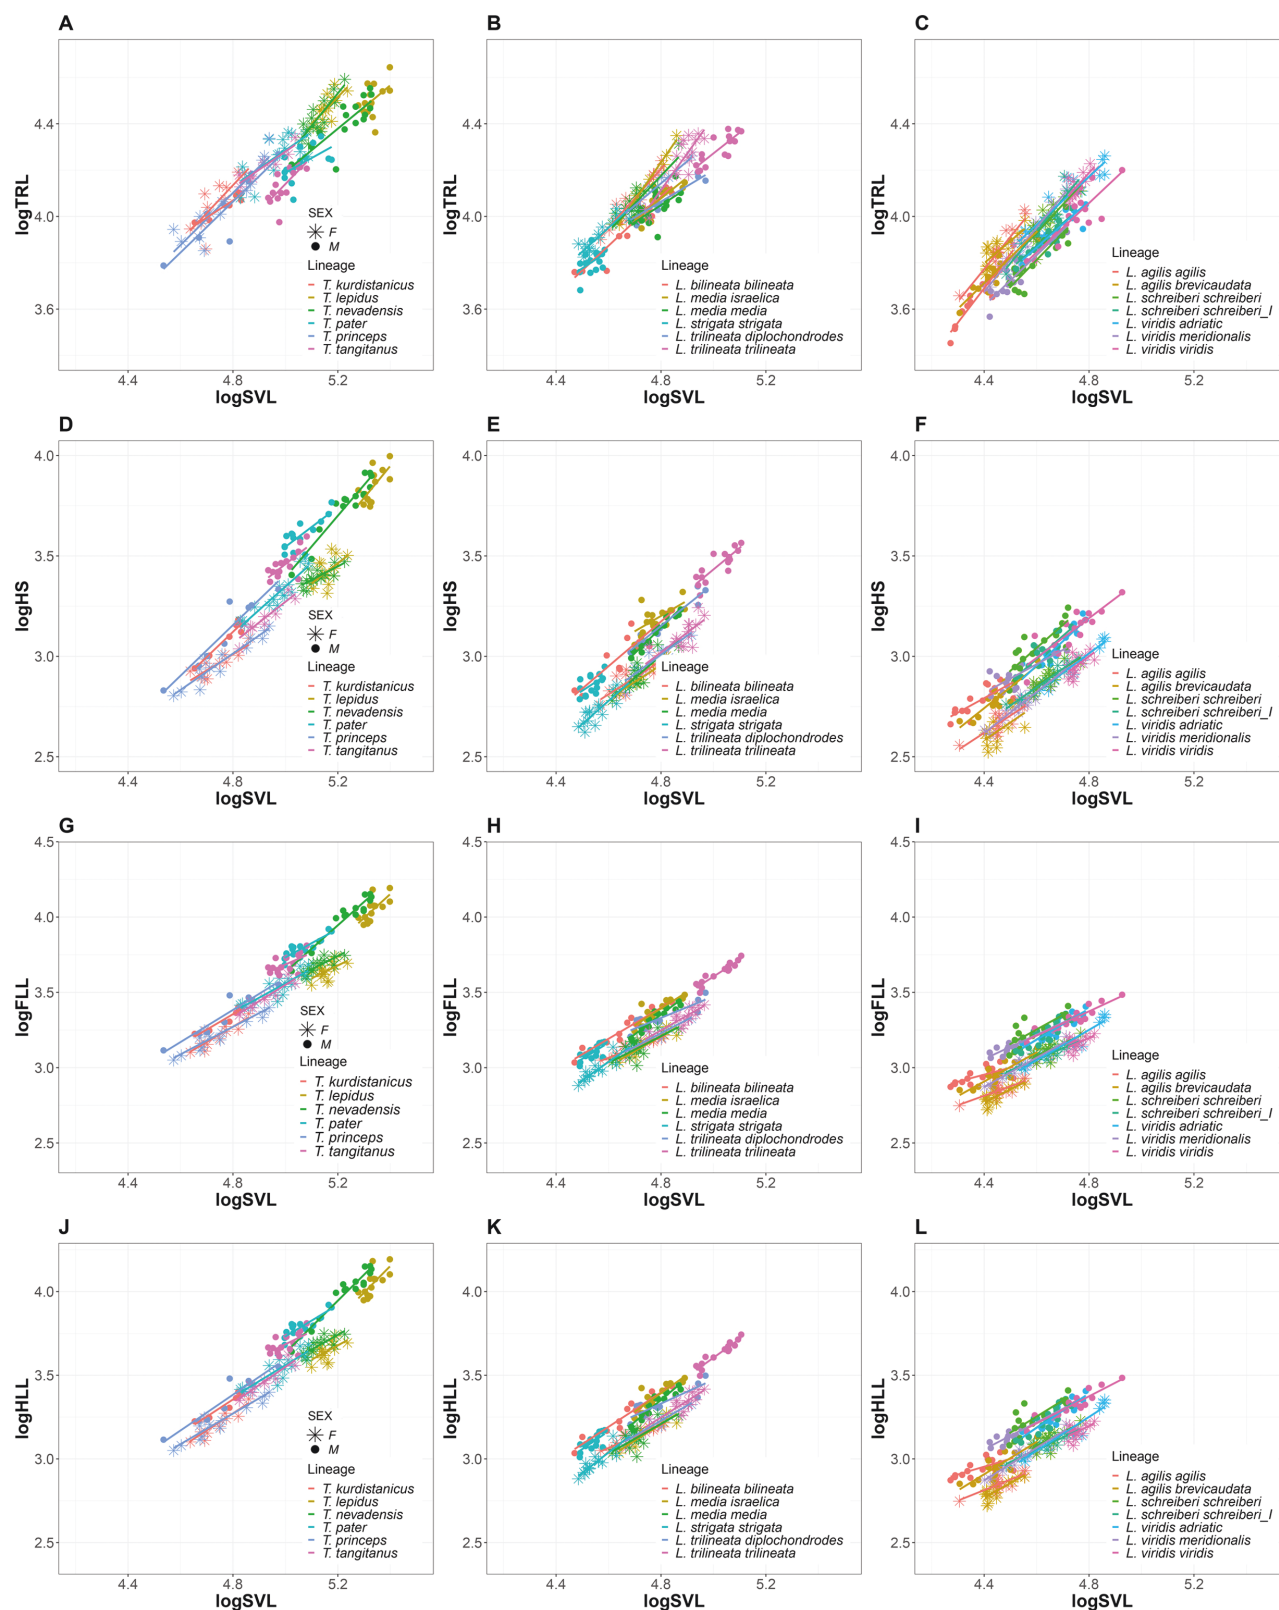 A
logTRL
4.4
4.0
3.6
4.4
4.8
5.2
logSVL
SEX
F
M
Lineage
T. kurdistanicus
T. lepidus
T. nevadensis
T. pater
T. princeps
T. tangitanus
B
logTRL
4.4
4.0
3.6
4.4
4.8
5.2
logSVL
Lineage
L. bilineata bilineata
L. media israelica
L. media media
L. strigata strigata
L. trilineata diplochondrodes
L. trilineata trilineata
C
logTRL
4.4
4.0
3.6
4.4
4.8
5.2
logSVL
Lineage
L. agilis agilis
L. agilis brevicaudata
L. schreiberi schreiberi
L. schreiberi schreiberi_I
L. viridis adriatic
L. viridis meridionalis
L. viridis viridis
D
logHS
4.0
3.5
3.0
2.5
4.4
4.8
5.2
logSVL
SEX
F
M
Lineage
T. kurdistanicus
T. lepidus
T. nevadensis
T. pater
T. princeps
T. tangitanus
E
logHS
4.0
3.5
3.0
2.5
4.4
4.8
5.2
logSVL
Lineage
L. bilineata bilineata
L. media israelica
L. media media
L. strigata strigata
L. trilineata diplochondrodes
L. trilineata trilineata
F
logHS
4.0
3.5
3.0
2.5
4.4
4.8
5.2
logSVL
Lineage
L. agilis agilis
L. agilis brevicaudata
L. schreiberi schreiberi
L. schreiberi schreiberi_I
L. viridis adriatic
L. viridis meridionalis
L. viridis viridis
G
logFLL
4.5
4.0
3.5
3.0
2.5
4.4
4.8
5.2
logSVL
SEX
F
M
Lineage
T. kurdistanicus
T. lepidus
T. nevadensis
T. pater
T. princeps
T. tangitanus
H
logFLL
4.5
4.0
3.5
3.0
2.5
4.4
4.8
5.2
logSVL
Lineage
L. bilineata bilineata
L. media israelica
L. media media
L. strigata strigata
L. trilineata diplochondrodes
L. trilineata trilineata
I
logFLL
4.5
4.0
3.5
3.0
2.5
4.4
4.8
5.2
logSVL
Lineage
L. agilis agilis
L. agilis brevicaudata
L. schreiberi schreiberi
L. schreiberi schreiberi_I
L. viridis adriatic
L. viridis meridionalis
L. viridis viridis
J
logHLL
4.0
3.5
3.0
2.5
4.4
4.8
5.2
logSVL
SEX
F
M
Lineage
T. kurdistanicus
T. lepidus
T. nevadensis
T. pater
T. princeps
T. tangitanus
K
logHLL
4.0
3.5
3.0
2.5
4.4
4.8
5.2
logSVL
Lineage
L. bilineata bilineata
L. media israelica
L. media media
L. strigata strigata
L. trilineata diplochondrodes
L. trilineata trilineata
L
logHLL
4.0
3.5
3.0
2.5
4.4
4.8
5.2
logSVL
Lineage
L. agilis agilis
L. agilis brevicaudata
L. schreiberi schreiberi
L. schreiberi schreiberi_I
L. viridis adriatic
L. viridis meridionalis
L. viridis viridis